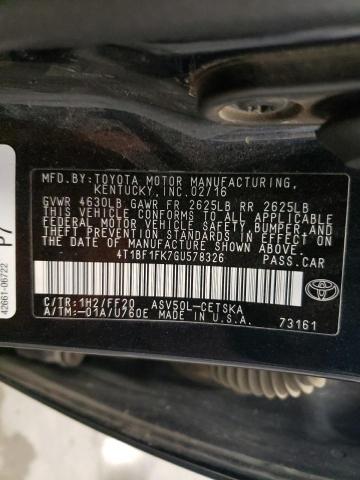 MFD.BY:TOYOTA MOTOR MANUFACTURING,
KENTUCKY,INC.02/16
GVWR 4630LB GAWR FR 2625LB RR 2625LB
THIS VEHICLE CONFORMS TO ALL APPLICABLE
FEDERAL MOTOR VEHICLE SAFETY, BUMPER, AND
THEFT PREVENTION STANDARDS IN EFFECT ON
THE DATE OF MANUFACTURE SHOWN ABOVE.
4T1BF1FK7GU578326 PASS.CAR
C/TR:1H2/FF20 ASV50L-CETSKA
A/TM:-01A/U760E MADE IN U.S.A. 73161
TOYOTA
P7
42661-06722